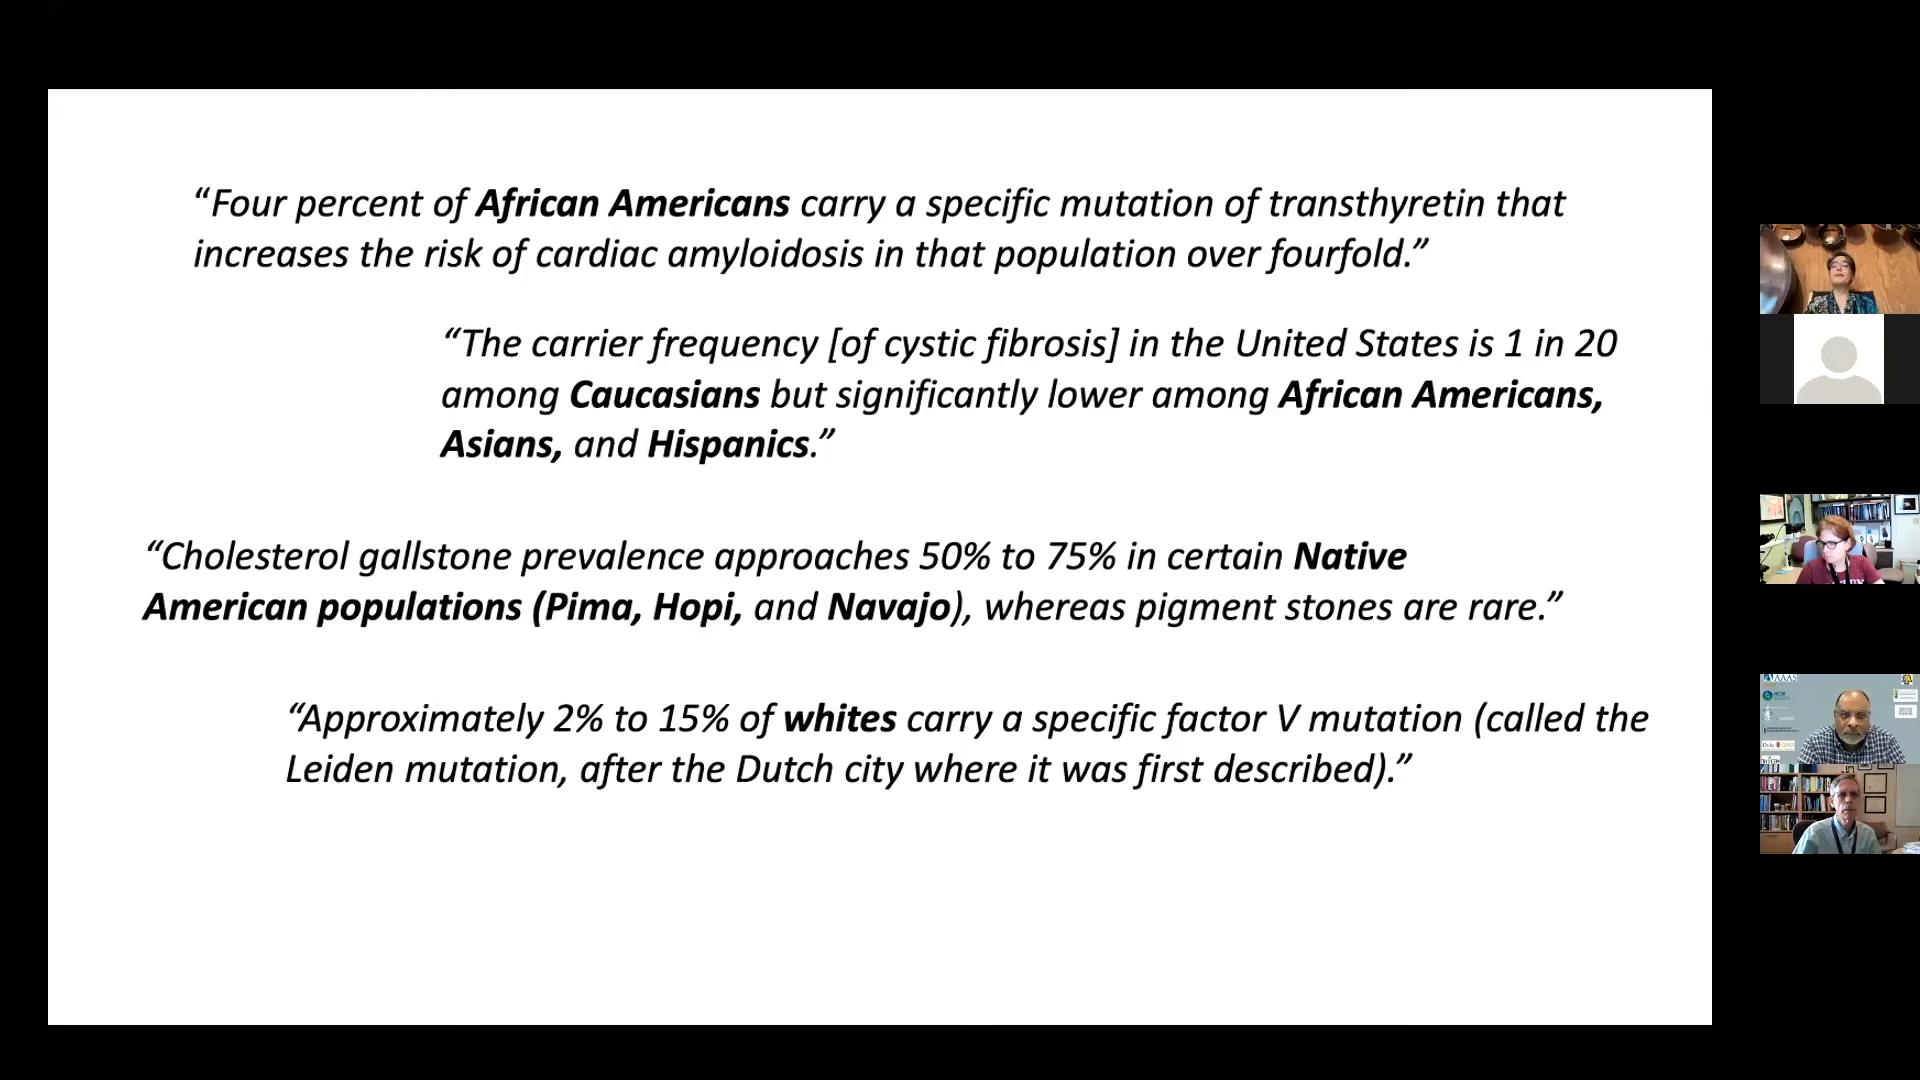 “Four percent of African Americans carry a specific mutation of transthyretin that
increases the risk of cardiac amyloidosis in that population over fourfold.”
“The carrier frequency [of cystic fibrosis] in the United States is 1 in 20
among Caucasians but significantly lower among African Americans,
Asians, and Hispanics.”
“Cholesterol gallstone prevalence approaches 50% to 75% in certain Native
American populations (Pima, Hopi, and Navajo), whereas pigment stones are rare.”
“Approximately 2% to 15% of whites carry a specific factor V mutation (called the
Leiden mutation, after the Dutch city where it was first described).”
AAAS
Duke